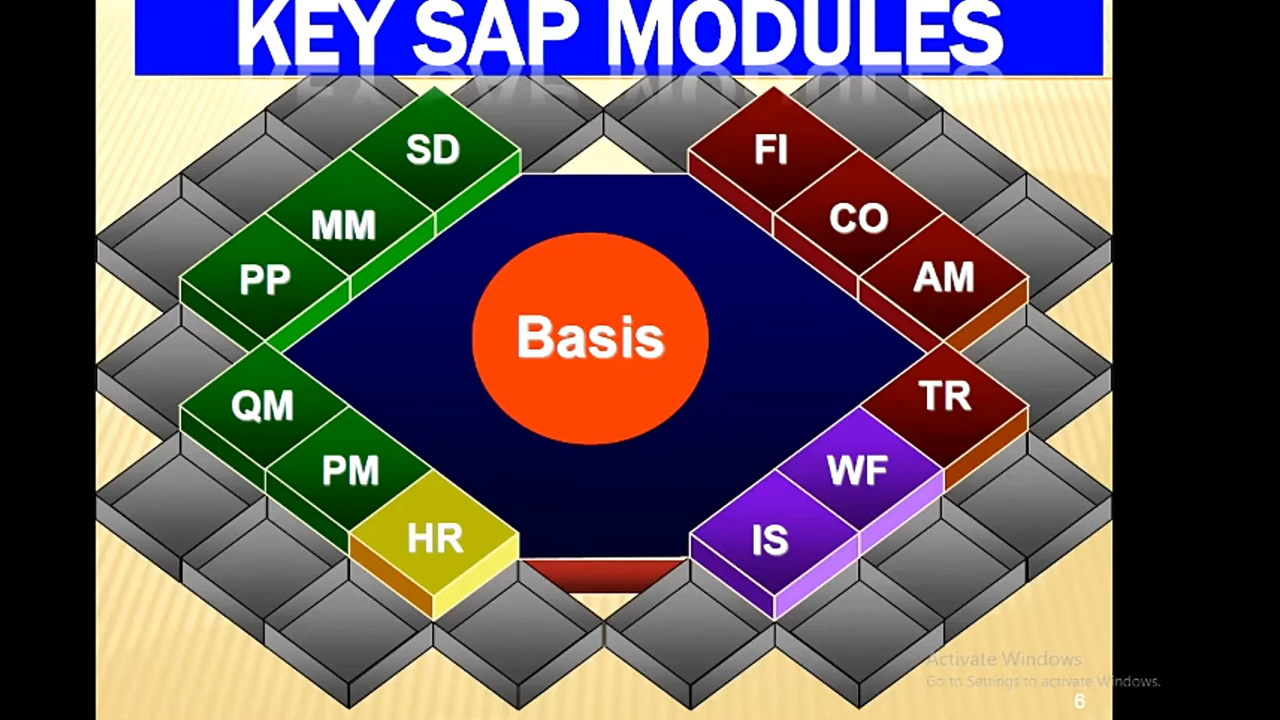 KEY SAP MODULES
SD
FI
MM
CO
PP
AM
Basis
QM
TR
PM
WF
HR
IS
Activate Windows
Go to Settings to activate Windows.
6